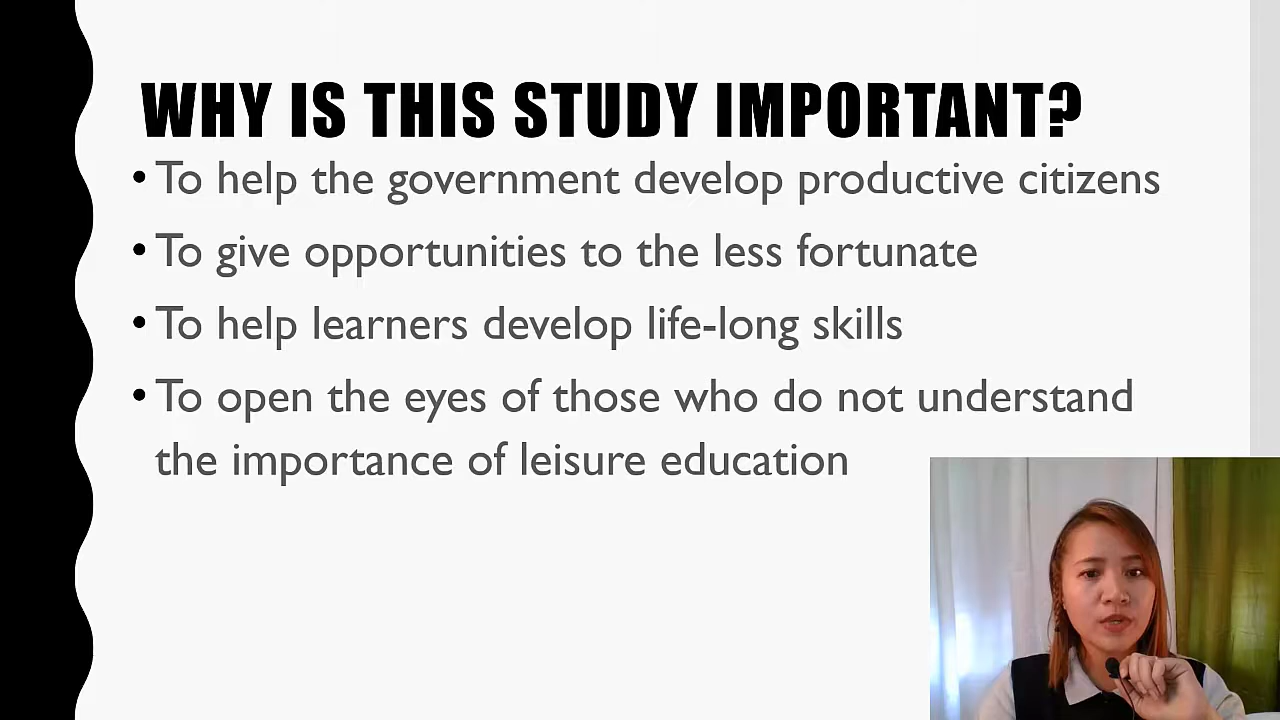 WHY IS THIS STUDY IMPORTANT?
• To help the government develop productive citizens
• To give opportunities to the less fortunate
• To help learners develop life-long skills
• To open the eyes of those who do not understand
the importance of leisure education